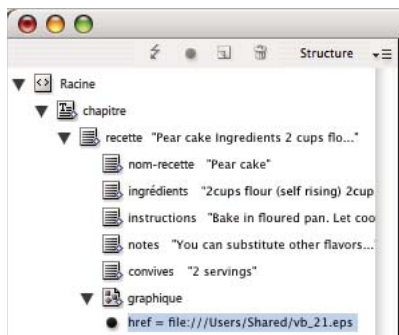 Structure
Racine
chapitre
recette "Pear cake Ingredients 2 cups flo..."
nom-recette "Pear cake"
ingrédients "2cups flour (self rising) 2cup
instructions "Bake in floured pan. Let coo
notes "You can substitute other flavors...
convives "2 servings"
graphique
href = file:///Users/Shared/vb_21.eps